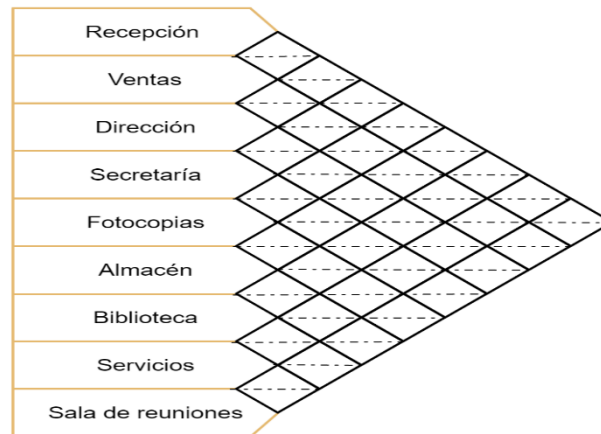 Recepción
Ventas
Dirección
Secretaría
Fotocopias
Almacén
Biblioteca
Servicios
Sala de reuniones